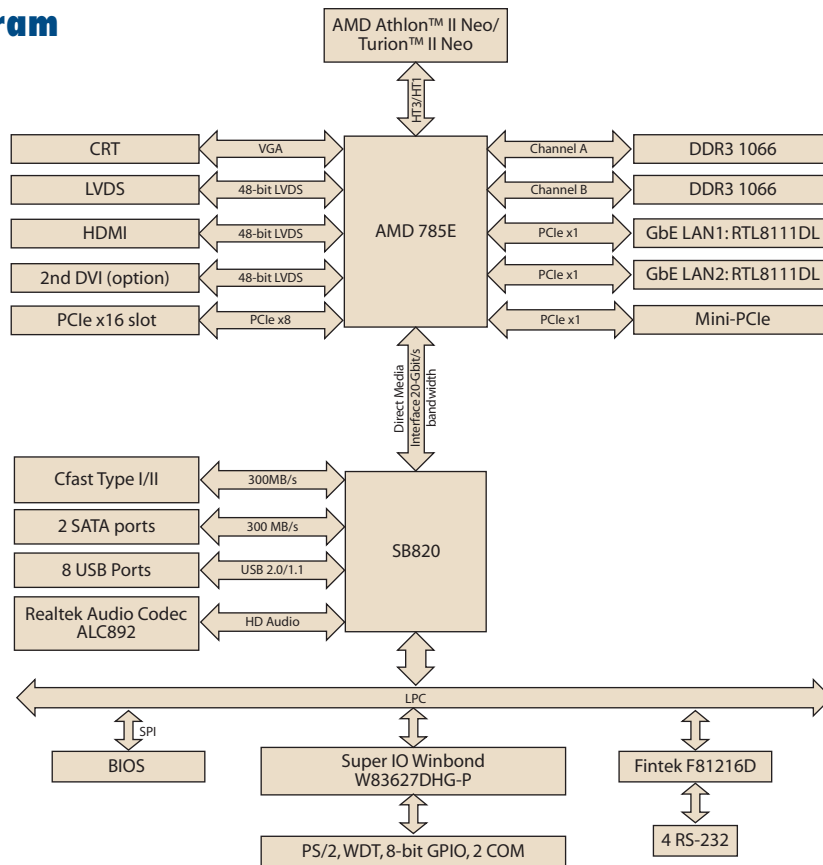 ram
AMD Athlon™ II Neo/
Turion™ II Neo
HT3/HT1
CRT
VGA
AMD 785E
Channel A
DDR3 1066
LVDS
48-bit LVDS
Channel B
DDR3 1066
HDMI
48-bit LVDS
PCIe x1
GbE LAN1: RTL8111DL
2nd DVI (option)
48-bit LVDS
PCIe x1
GbE LAN2: RTL8111DL
PCIe x16 slot
PCIe x8
PCIe x1
Mini-PCIe
Direct Media
Interface 20-Gbit/s
bandwidth
Cfast Type I/II
300MB/s
SB820
2 SATA ports
300 MB/s
8 USB Ports
USB 2.0/1.1
Realtek Audio Codec
ALC892
HD Audio
LPC
SPI
BIOS
Super IO Winbond
W83627DHG-P
Fintek F81216D
PS/2, WDT, 8-bit GPIO, 2 COM
4 RS-232